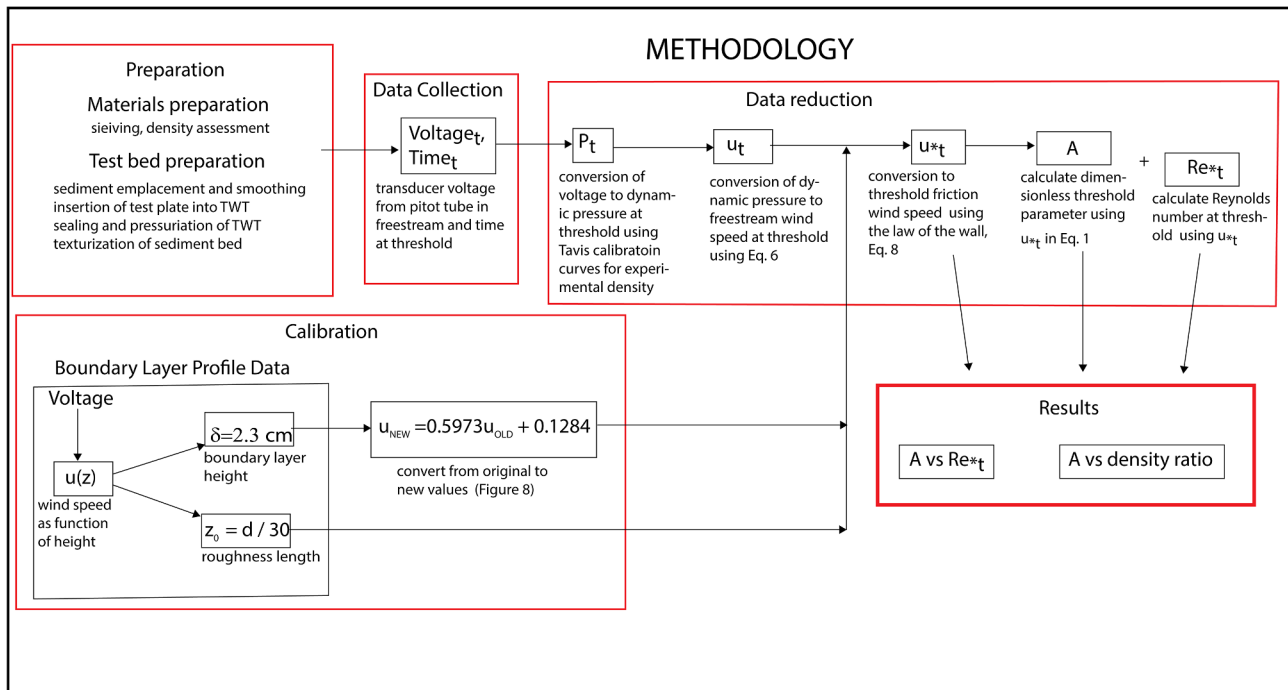 METHODOLOGY
Preparation
Materials preparation
sieiving, density assessment
Test bed preparation
sediment emplacement and smoothing
insertion of test plate into TWT
sealing and pressuriation of TWT
texturization of sediment bed
Data Collection
Voltageₜ,
Timeₜ
transducer voltage
from pitot tube in
freestream and time
at threshold
Data reduction
Pₜ
conversion of
voltage to dynam-
ic pressure at
threshold using
Tavis calibratoin
curves for experi-
mental density
uₜ
conversion of dy-
namic pressure to
freestream wind
speed at threshold
using Eq. 6
u*ₜ
conversion to
threshold friction
wind speed using
the law of the wall,
Eq. 8
A
calculate dimen-
sionless threshold
parameter using
u*ₜ in Eq. 1
+
Re*ₜ
calculate Reynolds
number at thresh-
old using u*ₜ
Calibration
Boundary Layer Profile Data
Voltage
u(z)
wind speed
as function
of height
δ=2.3 cm
boundary layer
height
z₀ = d / 30
roughness length
u_NEW =0.5973u_OLD + 0.1284
convert from original to
new values (Figure 8)
Results
A vs Re*ₜ
A vs density ratio